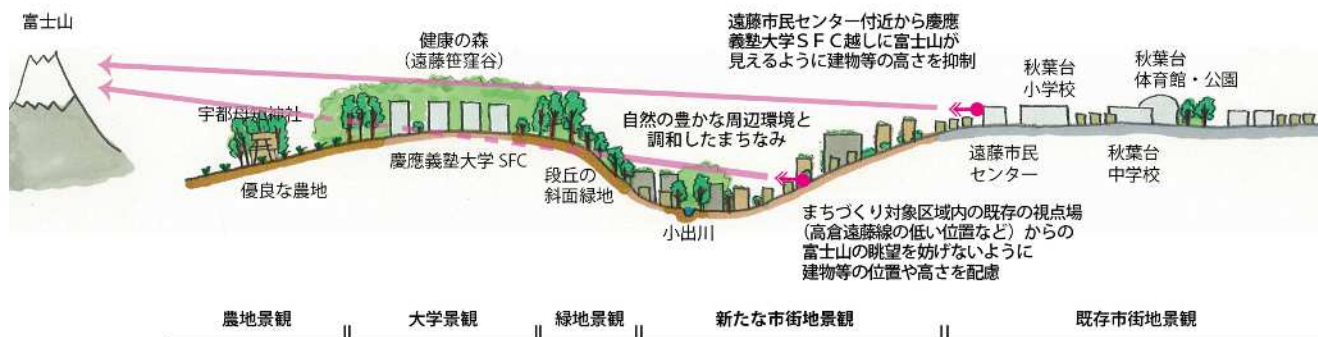 富士山
健康の森
（遠藤笹窪谷）
宇都母知神社
優良な農地
慶應義塾大学 SFC
段丘の
斜面緑地
小出川
自然の豊かな周辺環境と
調和したまちなみ
遠藤市民センター付近から慶應
義塾大学ＳＦＣ越しに富士山が
見えるように建物等の高さを抑制
秋葉台
小学校
秋葉台
体育館・公園
遠藤市民
センター
秋葉台
中学校
まちづくり対象区域内の既存の視点場
（高倉遠藤線の低い位置など）からの
富士山の眺望を妨げないように
建物等の位置や高さを配慮
農地景観
大学景観
緑地景観
新たな市街地景観
既存市街地景観